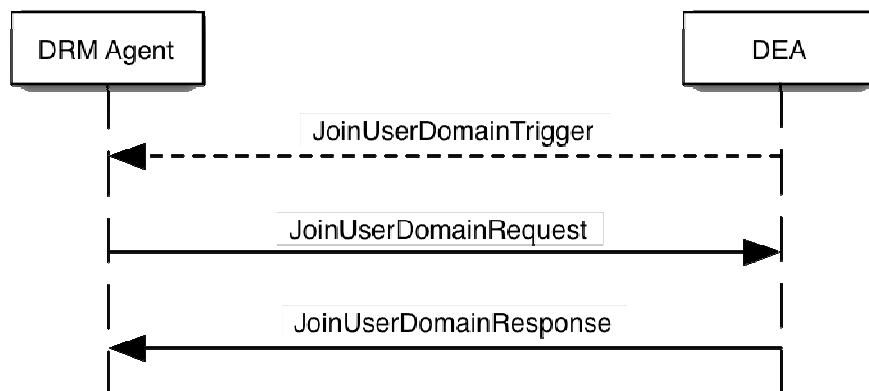 DRM Agent
DEA
JoinUserDomainTrigger
JoinUserDomainRequest
JoinUserDomainResponse